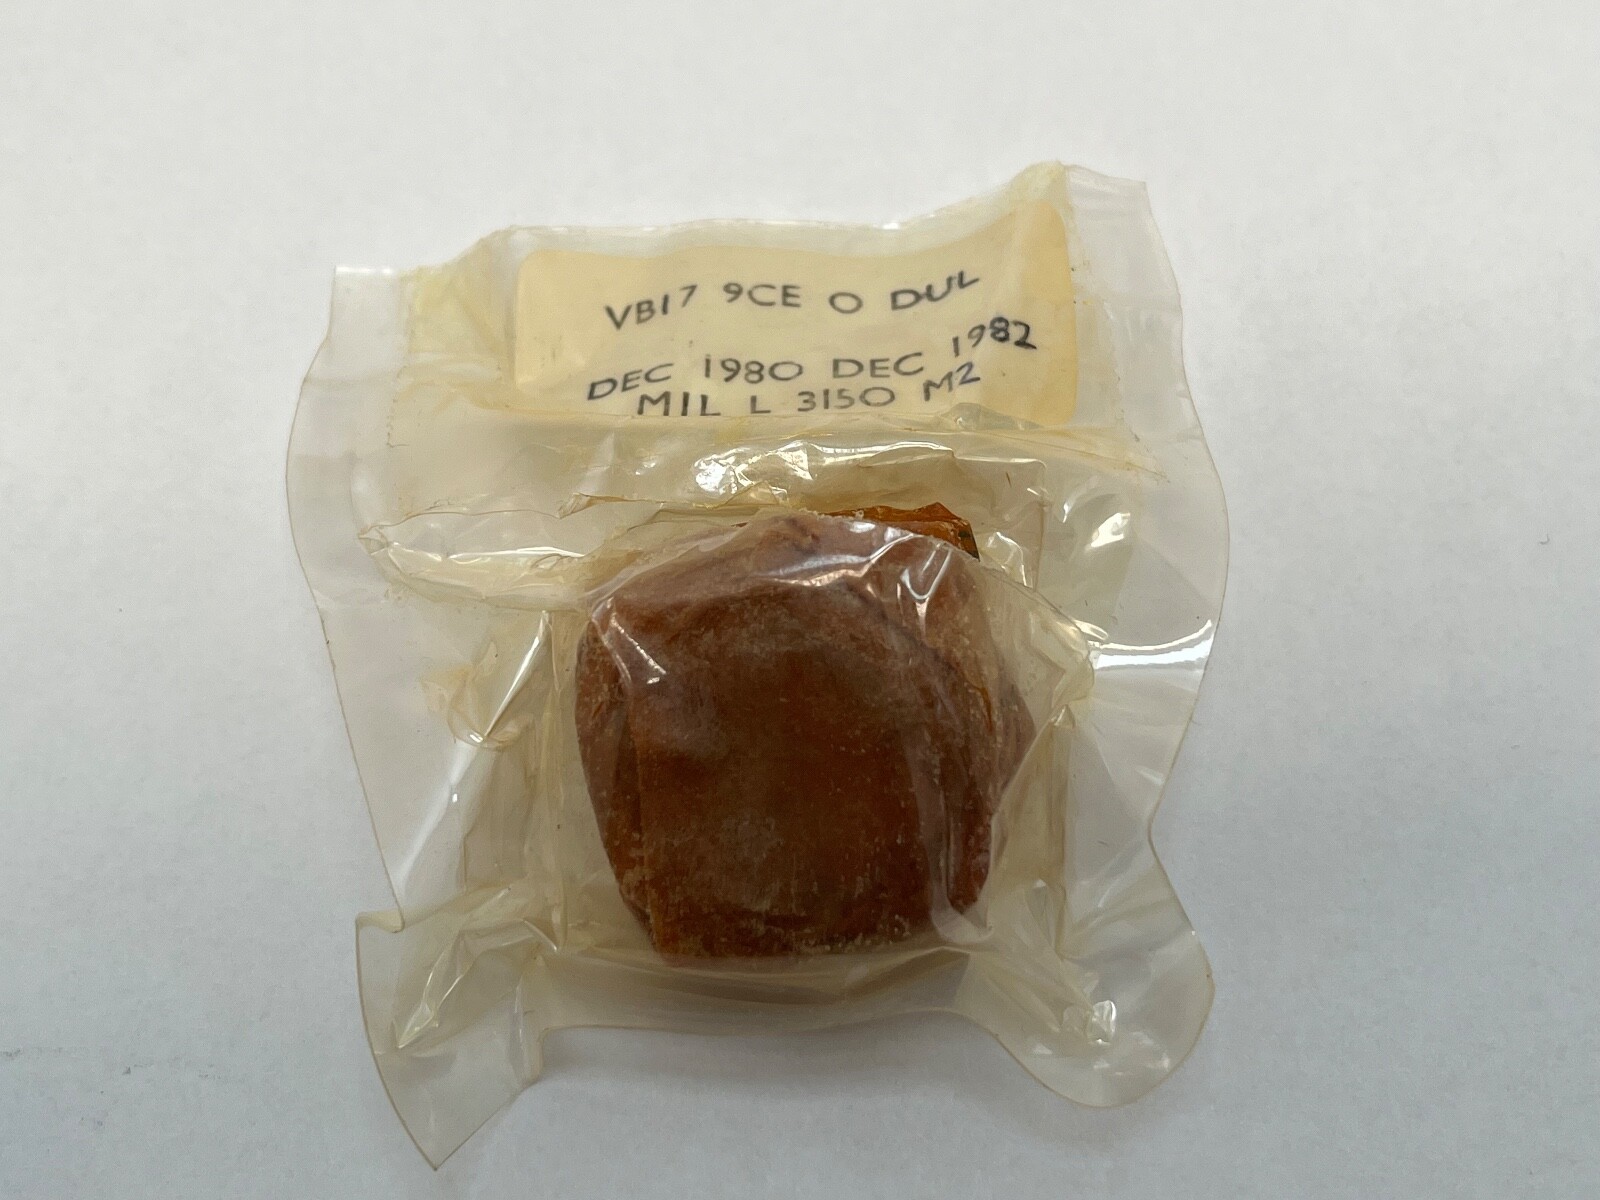 VB17 9CE O DUL
DEC 1980 DEC 1982
MIL L 3150 M2